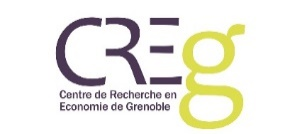 CREg
Centre de Recherche en
Economie de Grenoble